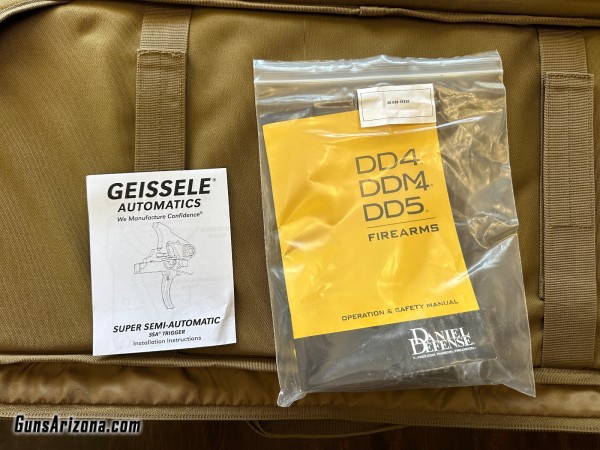 GEISSELE®
AUTOMATICS
We Manufacture Confidence®
SUPER SEMI-AUTOMATIC
SSA® TRIGGER
Installation Instructions
DD4
DDM4
DD5
FIREARMS
OPERATION & SAFETY MANUAL
DANIEL
DEFENSE
GunsArizona.com